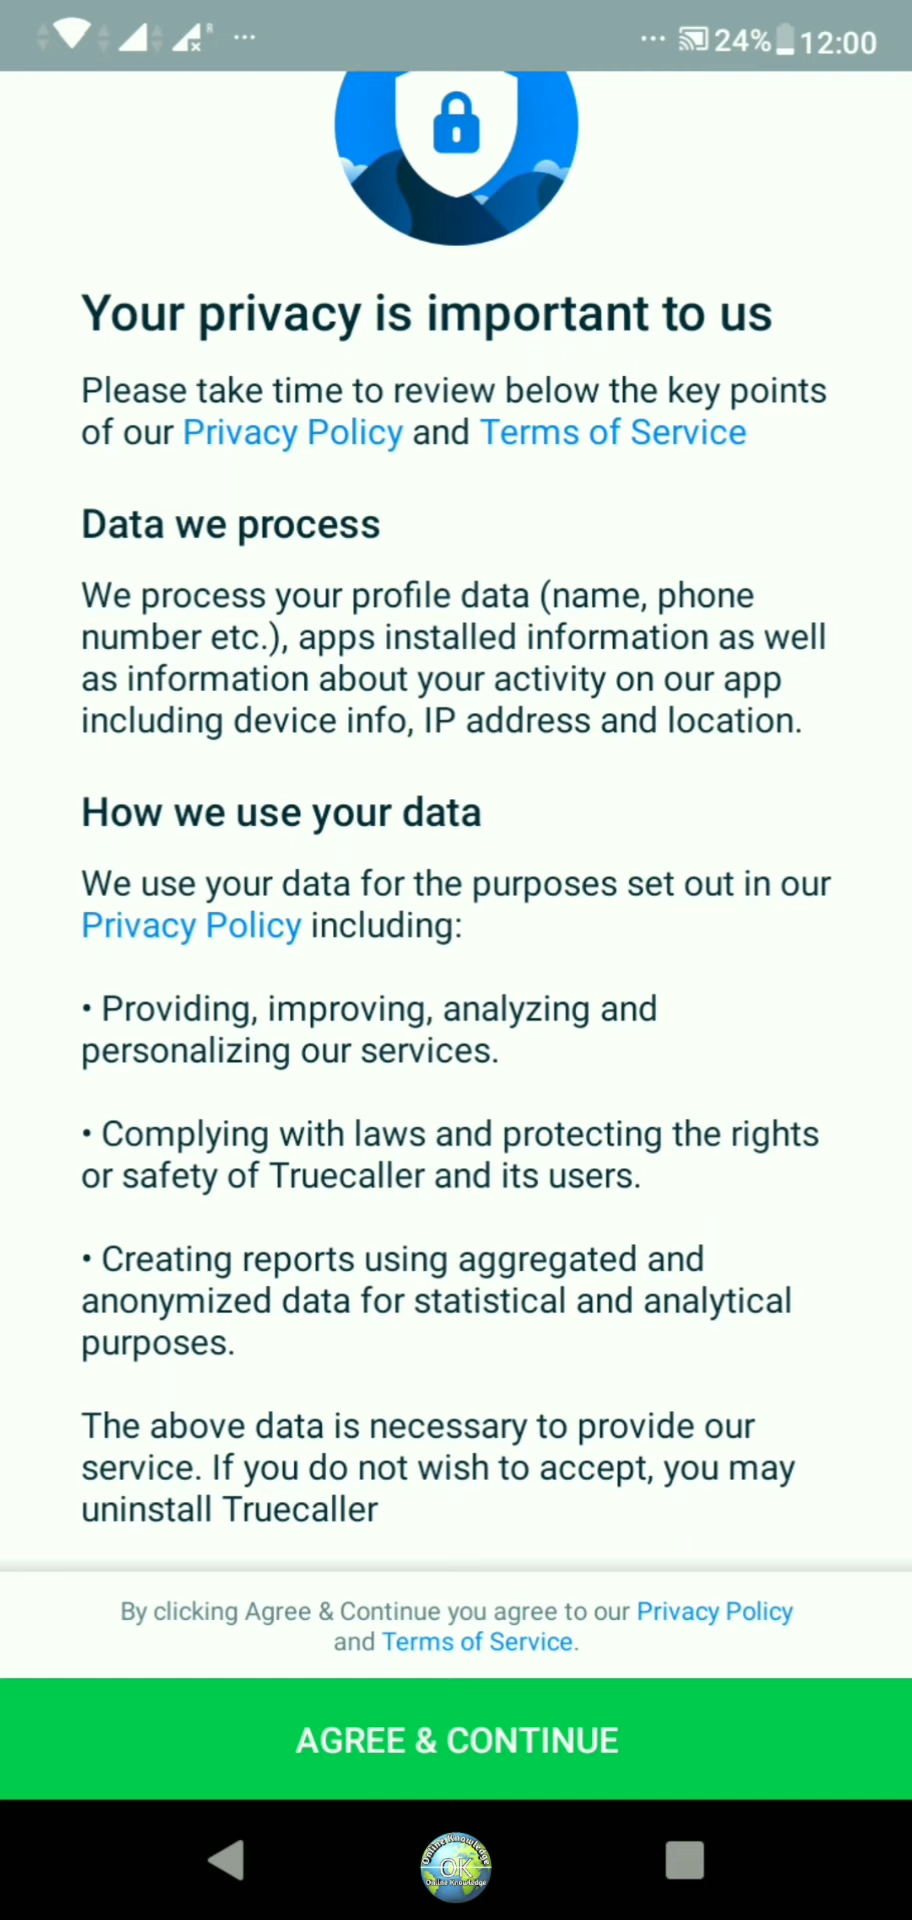 R ... ... 24% 12:00
Your privacy is important to us
Please take time to review below the key points
of our Privacy Policy and Terms of Service
Data we process
We process your profile data (name, phone
number etc.), apps installed information as well
as information about your activity on our app
including device info, IP address and location.
How we use your data
We use your data for the purposes set out in our
Privacy Policy including:
• Providing, improving, analyzing and
personalizing our services.
• Complying with laws and protecting the rights
or safety of Truecaller and its users.
• Creating reports using aggregated and
anonymized data for statistical and analytical
purposes.
The above data is necessary to provide our
service. If you do not wish to accept, you may
uninstall Truecaller
By clicking Agree & Continue you agree to our Privacy Policy
and Terms of Service.
AGREE & CONTINUE
Online Knowledge
OK
Online Knowledge